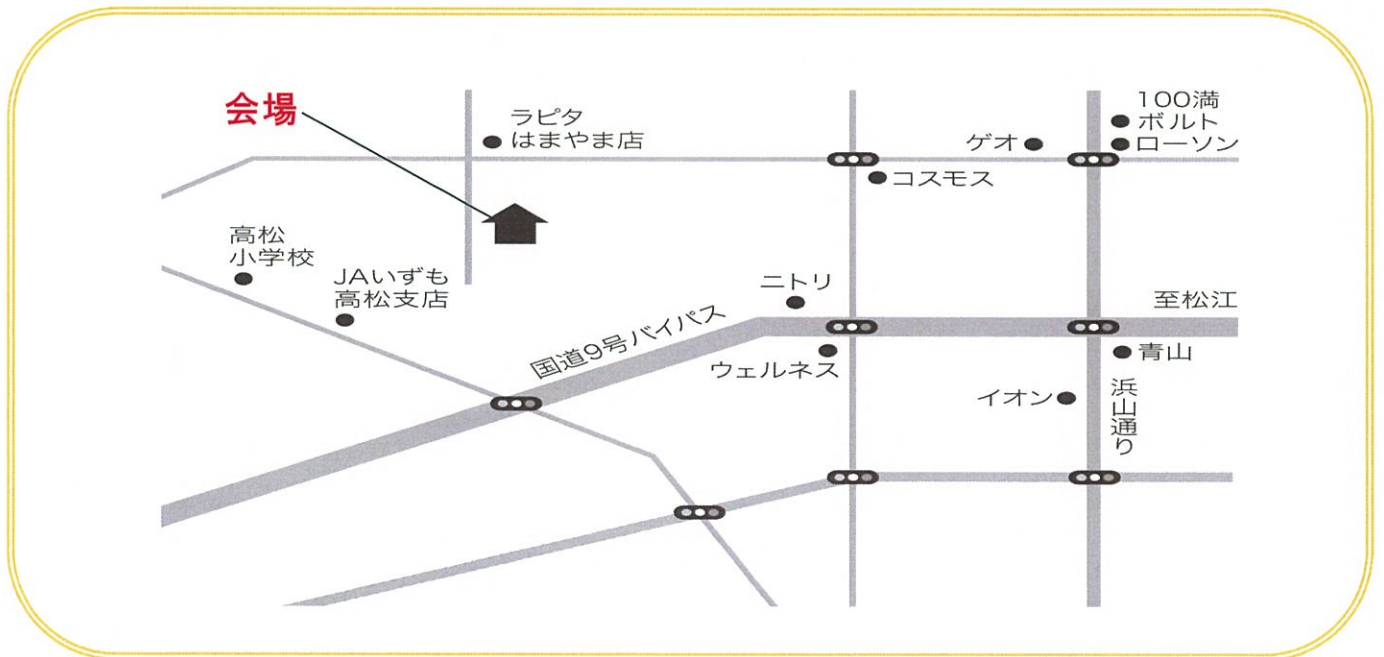 会場
ラピタ
はまやま店
100満
ボルト
ローソン
ゲオ
コスモス
高松
小学校
JAいずも
高松支店
ニトリ
至松江
国道9号バイパス
ウェルネス
青山
イオン
浜山通り